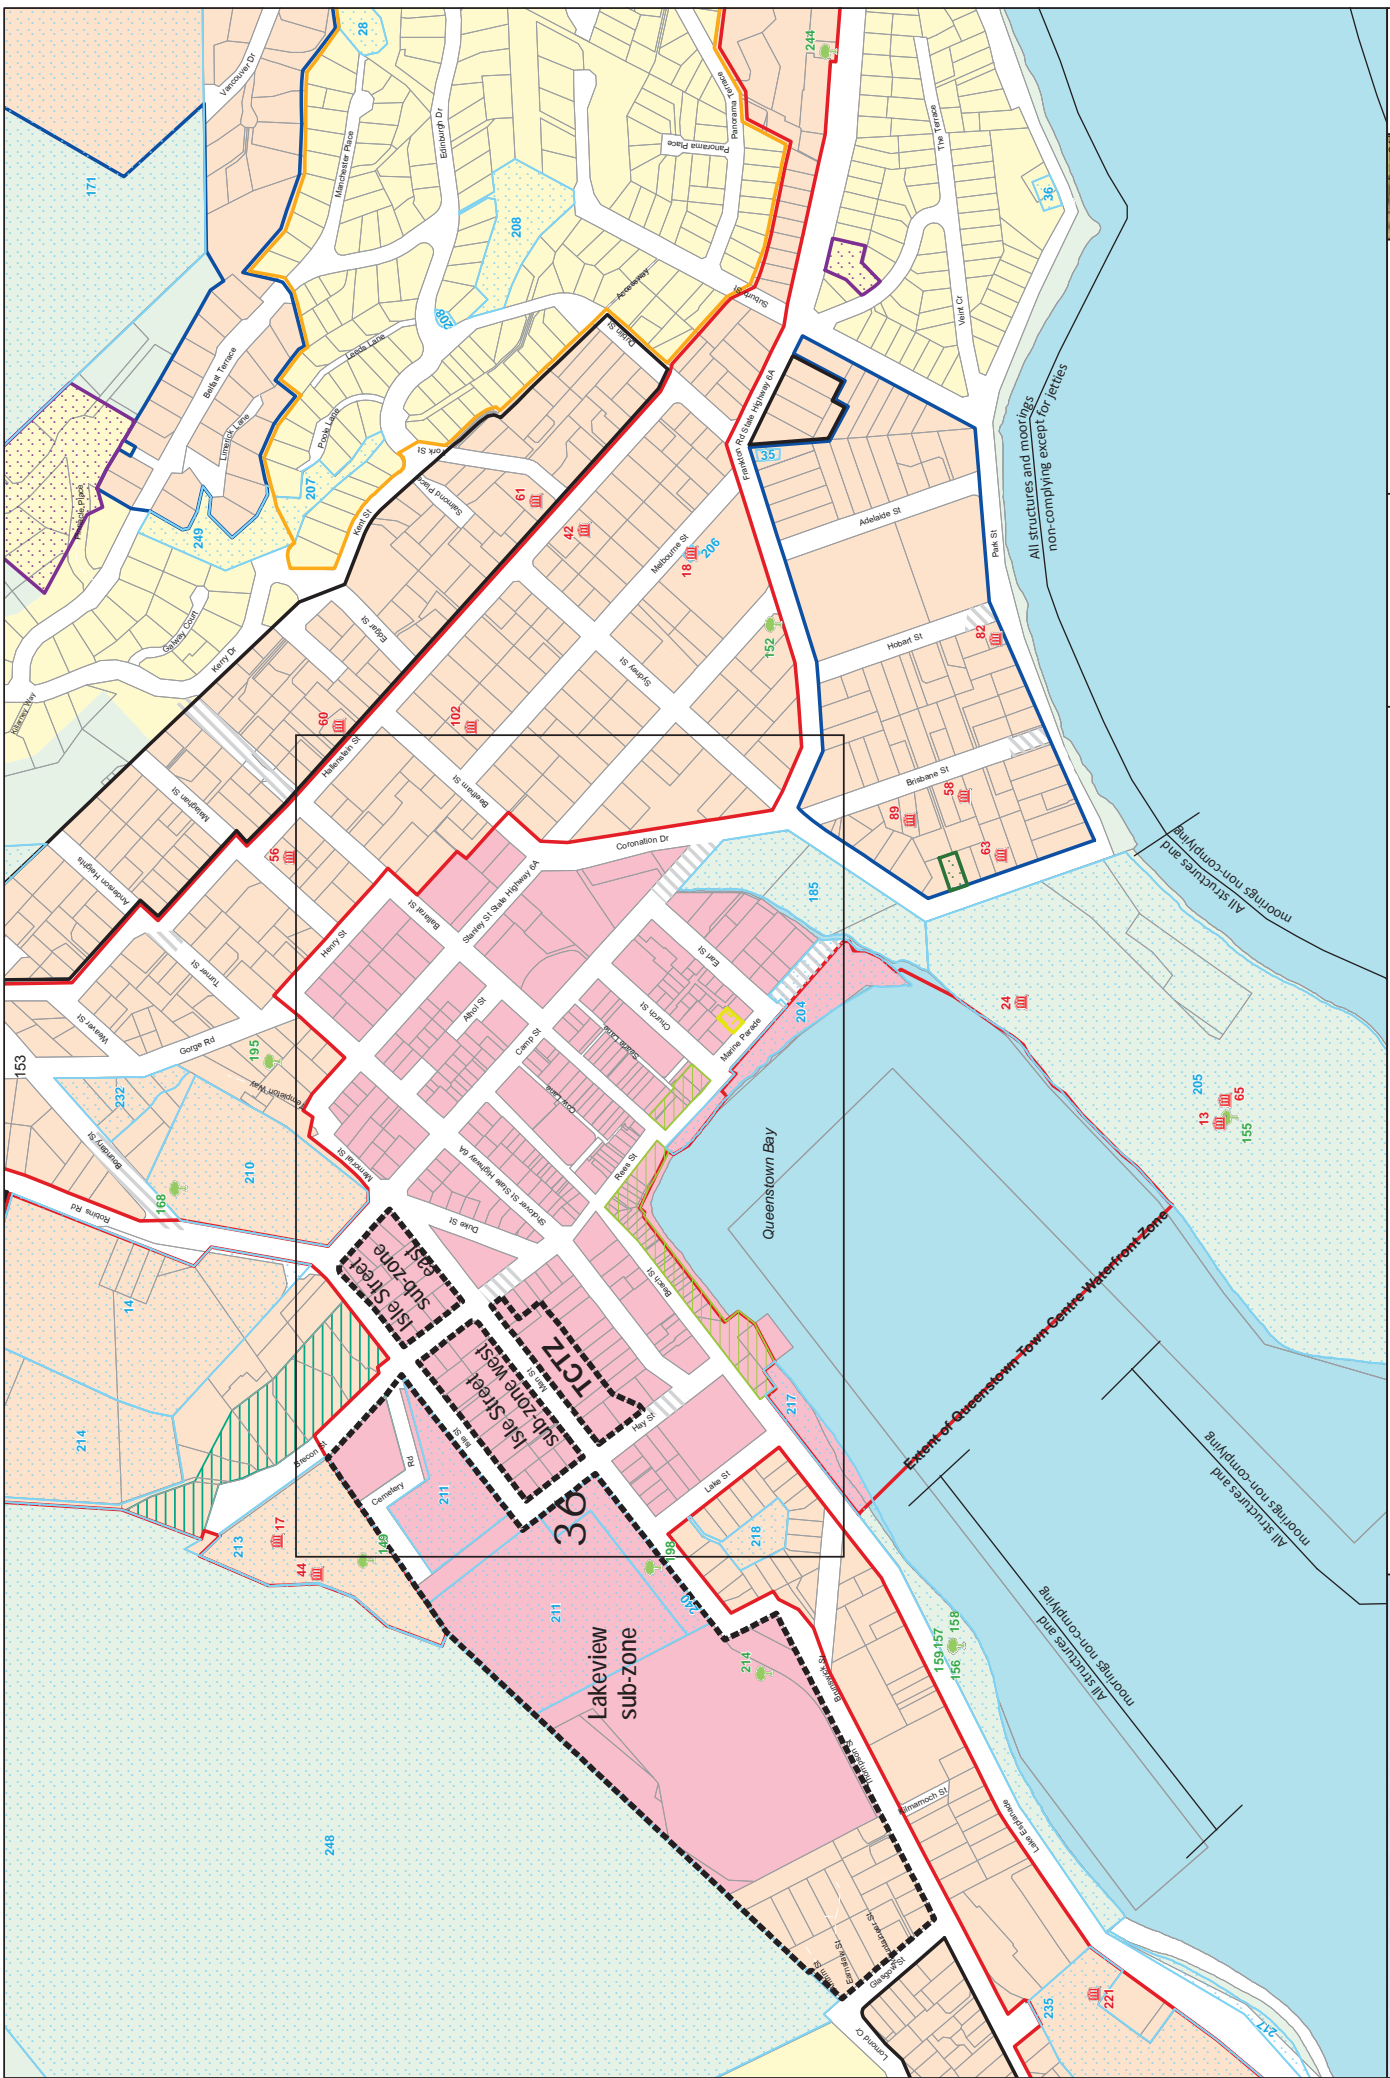 28
244
Vancouver Dr
171
Manchester Place
Edinburgh Dr
Panorama Terrace
Panorama Place
The Terrace
36
208
208
Accessway
Suburb St
Veint Cr
Dublin St
Leeds Lane
Belfast Terrace
Limerick Lane
Poole Lane
Frankton Rd State Highway 6A
35
All structures and moorings
non-complying except for jetties
207
249
York St
Salmond Place
Kent St
61
42
Melbourne St
18
206
Adelaide St
Park St
Galway Court
Kerry Dr
Edgar St
Sydney St
152
Hobart St
82
Killarney Way
60
102
Hallenstein St
Beetham St
Brisbane St
58
89
63
Melaghan St
56
Anderson Heights
Coronation Dr
185
All structures and
moorings non-complying
Henry St
Ballarat St
Stanley St State Highway 6A
Turner St
Earl St
204
24
Weaver St
Gorge Rd
153
195
Athol St
Camp St
Church St
Searle Lane
Marine Parade
Cow Lane
232
Templeton Way
205
13
65
155
Boundary St
210
168
Memorial St
Rees St
Queenstown Bay
Robins Rd
Duke St
Shotover St State Highway 6A
Isle Street
sub-zone
east
Beach St
14
Extent of Queenstown Town Centre Waterfront Zone
TCTZ
Man St
Isle Street
sub-zone west
214
217
Hay St
Isle St
Brecon St
Cemetery
Rd
211
Lake St
36
213
17
44
149
198
218
All structures and
moorings non-complying
211
240
Lakeview
sub-zone
214
159
157
158
156
Brunswick St
All structures and
moorings non-complying
Thompson St
Kilmarnoch St
Lake Esplanade
248
Earnslaw St
Glasgow St
Lomond Cr
235
221
217